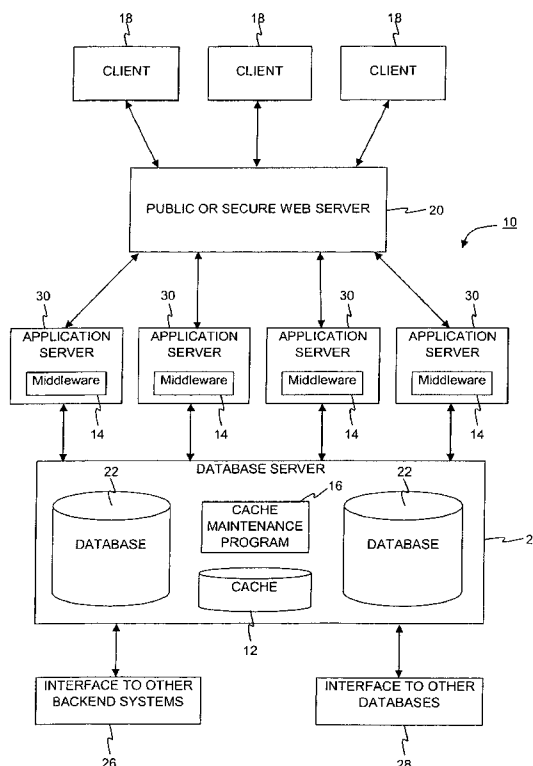 18 18 18
CLIENT CLIENT CLIENT
PUBLIC OR SECURE WEB SERVER 20
10
30 30 30 30
APPLICATION SERVER APPLICATION SERVER APPLICATION SERVER APPLICATION SERVER
Middleware Middleware Middleware Middleware
14 14 14 14
DATABASE SERVER
22 16 22
DATABASE
CACHE
MAINTENANCE
PROGRAM
DATABASE
2
CACHE
12
INTERFACE TO OTHER
BACKEND SYSTEMS
INTERFACE TO OTHER
DATABASES
26 28